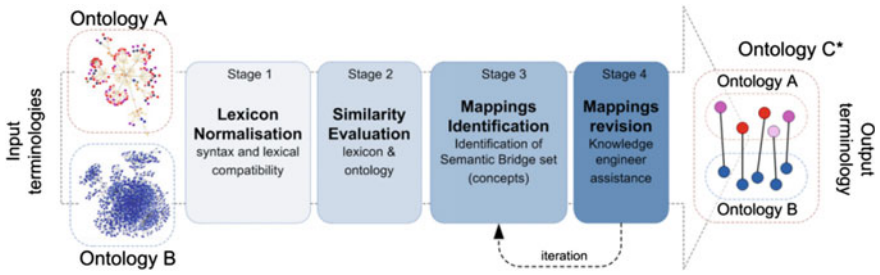 Ontology A
Input
terminologies
Ontology B
Stage 1
Lexicon
Normalisation
syntax and lexical
compatibility
Stage 2
Similarity
Evaluation
lexicon &
ontology
Stage 3
Mappings
Identification
Identification of
Semantic Bridge set
(concepts)
Stage 4
Mappings
revision
Knowledge
engineer
assistance
iteration
Ontology C*
Ontology A
Ontology B
Output
terminology